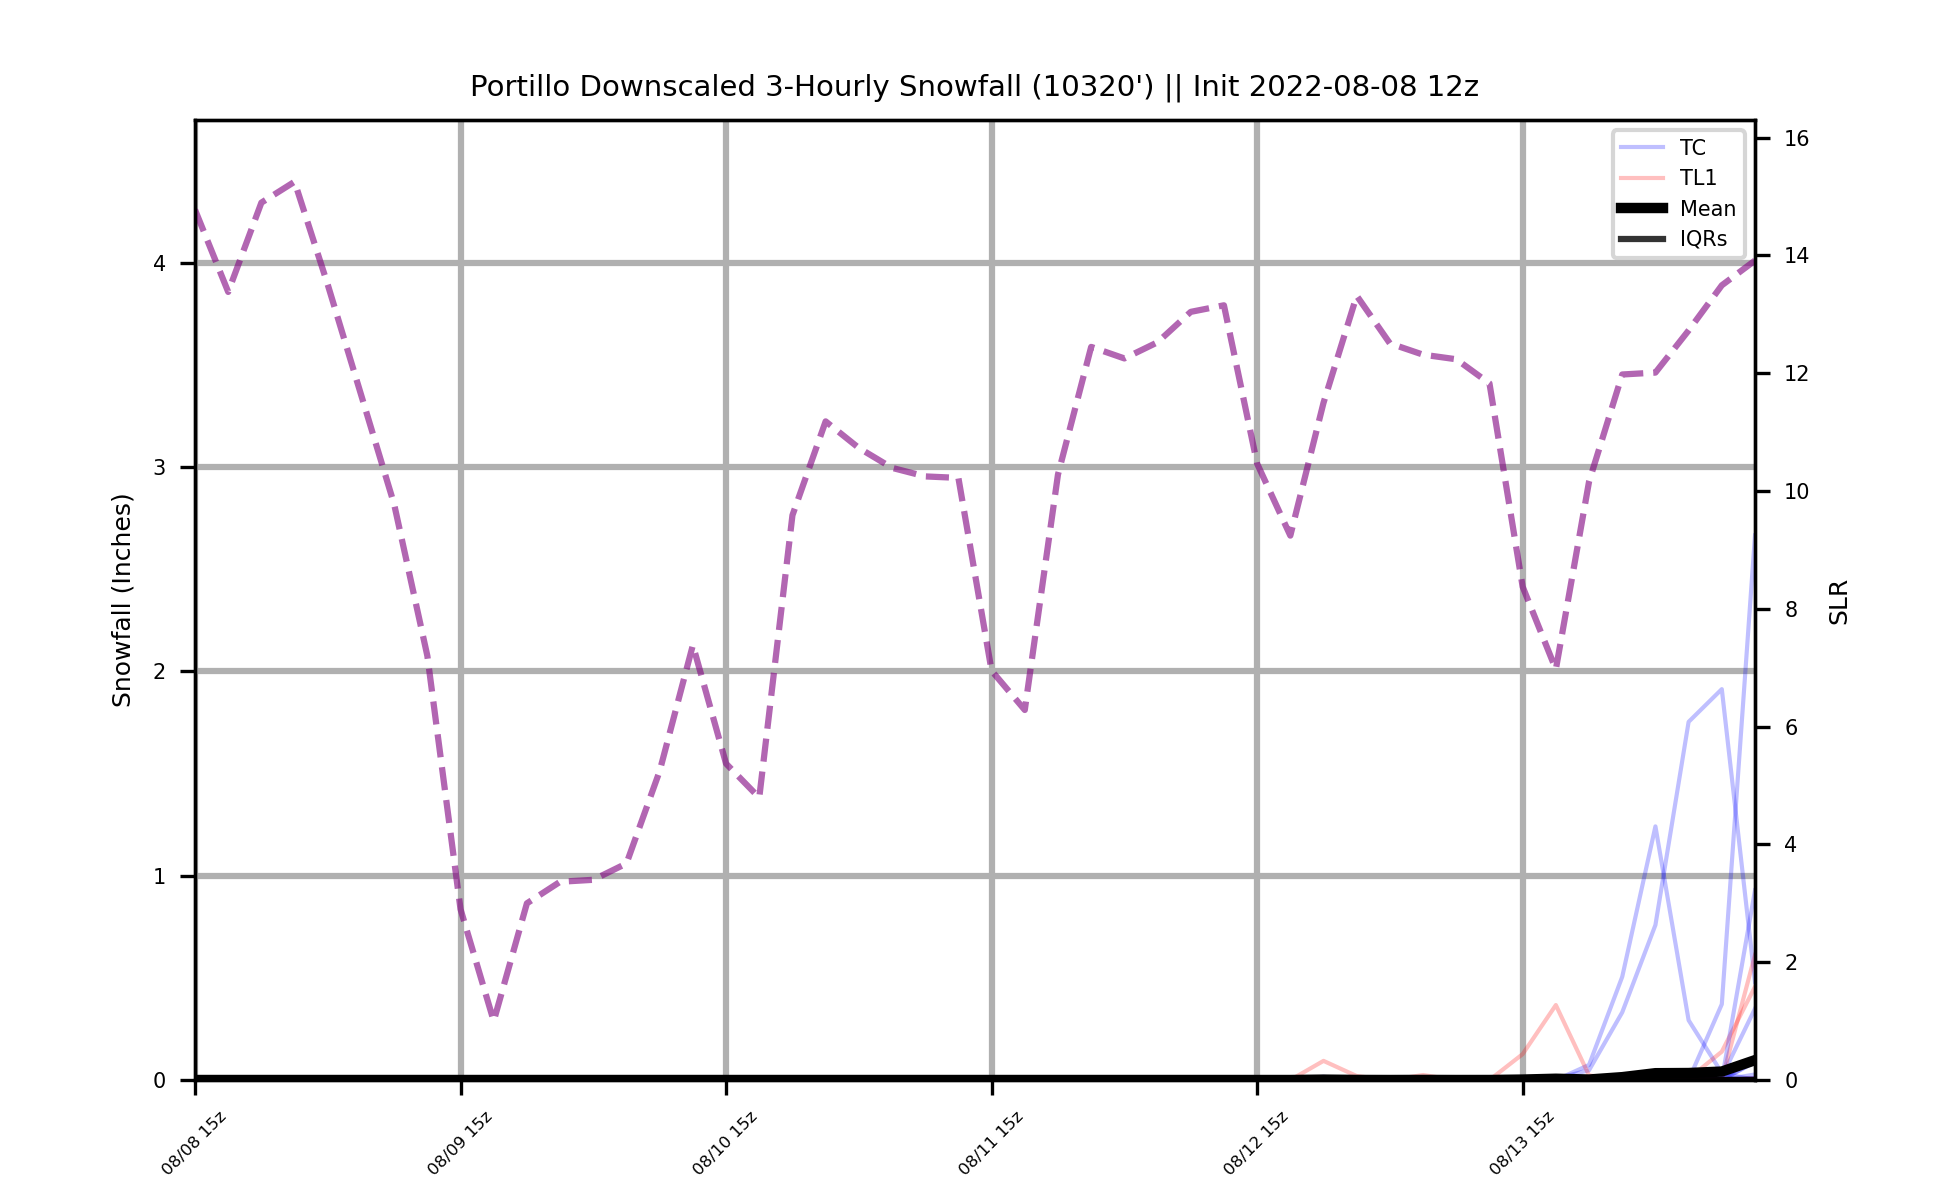 Portillo Downscaled 3-Hourly Snowfall (10320') || Init 2022-08-08 12z
TC
TL1
Mean
IQRs
4
3
2
1
0
Snowfall (Inches)
16
14
12
10
8
6
4
2
0
SLR
08/08 15z
08/09 15z
08/10 15z
08/11 15z
08/12 15z
08/13 15z